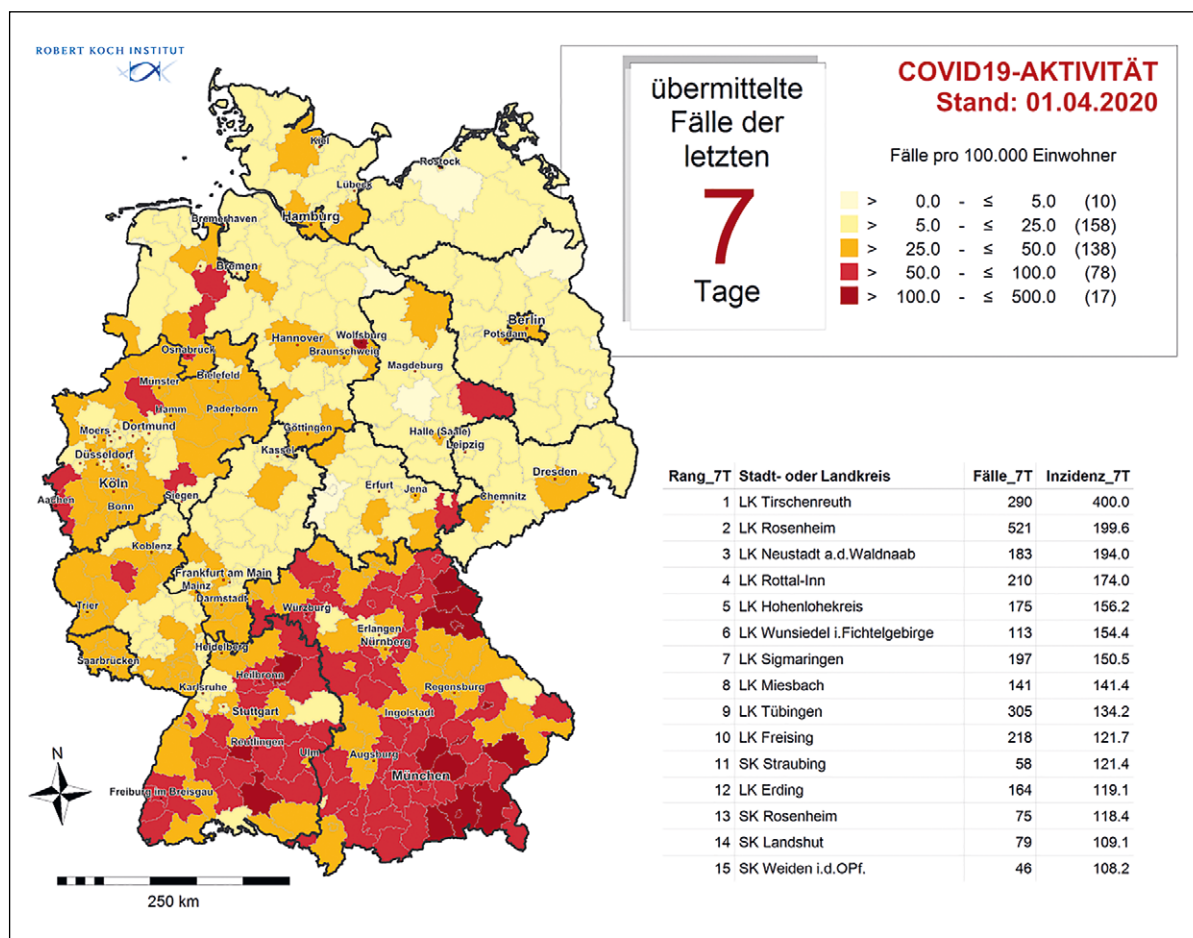 ROBERT KOCH INSTITUT
übermittelte
Fälle der
letzten
7
Tage
COVID19-AKTIVITÄT
Stand: 01.04.2020
Fälle pro 100.000 Einwohner
> 0.0 - ≤ 5.0 (10)
> 5.0 - ≤ 25.0 (158)
> 25.0 - ≤ 50.0 (138)
> 50.0 - ≤ 100.0 (78)
> 100.0 - ≤ 500.0 (17)
Kiel
Rostock
Lübeck
Bremerhaven
Hamburg
Bremen
Berlin
Wolfsburg
Hannover
Potsdam
Osnabrück
Braunschweig
Magdeburg
Bielefeld
Münster
Hamm
Paderborn
Moers
Dortmund
Göttingen
Halle (Saale)
Düsseldorf
Kassel
Leipzig
Dresden
Köln
Erfurt
Jena
Aachen
Siegen
Chemnitz
Bonn
Koblenz
Frankfurt am Main
Mainz
Trier
Darmstadt
Würzburg
Erlangen
Nürnberg
Heidelberg
Saarbrücken
Heilbronn
Karlsruhe
Regensburg
Stuttgart
Ingolstadt
Reutlingen
Ulm
Augsburg
München
Freiburg im Breisgau
N
250 km
Rang_7T Stadt- oder Landkreis Fälle_7T Inzidenz_7T
1 LK Tirschenreuth 290 400.0
2 LK Rosenheim 521 199.6
3 LK Neustadt a.d.Waldnaab 183 194.0
4 LK Rottal-Inn 210 174.0
5 LK Hohenlohekreis 175 156.2
6 LK Wunsiedel i.Fichtelgebirge 113 154.4
7 LK Sigmaringen 197 150.5
8 LK Miesbach 141 141.4
9 LK Tübingen 305 134.2
10 LK Freising 218 121.7
11 SK Straubing 58 121.4
12 LK Erding 164 119.1
13 SK Rosenheim 75 118.4
14 SK Landshut 79 109.1
15 SK Weiden i.d.OPf. 46 108.2